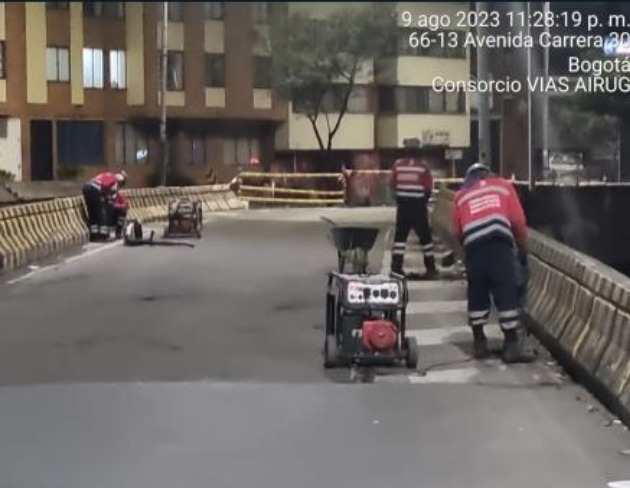 9 ago 2023 11:28:19 p. m.
66-13 Avenida Carrera 30
Bogotá
Consorcio VIAS AIRUG